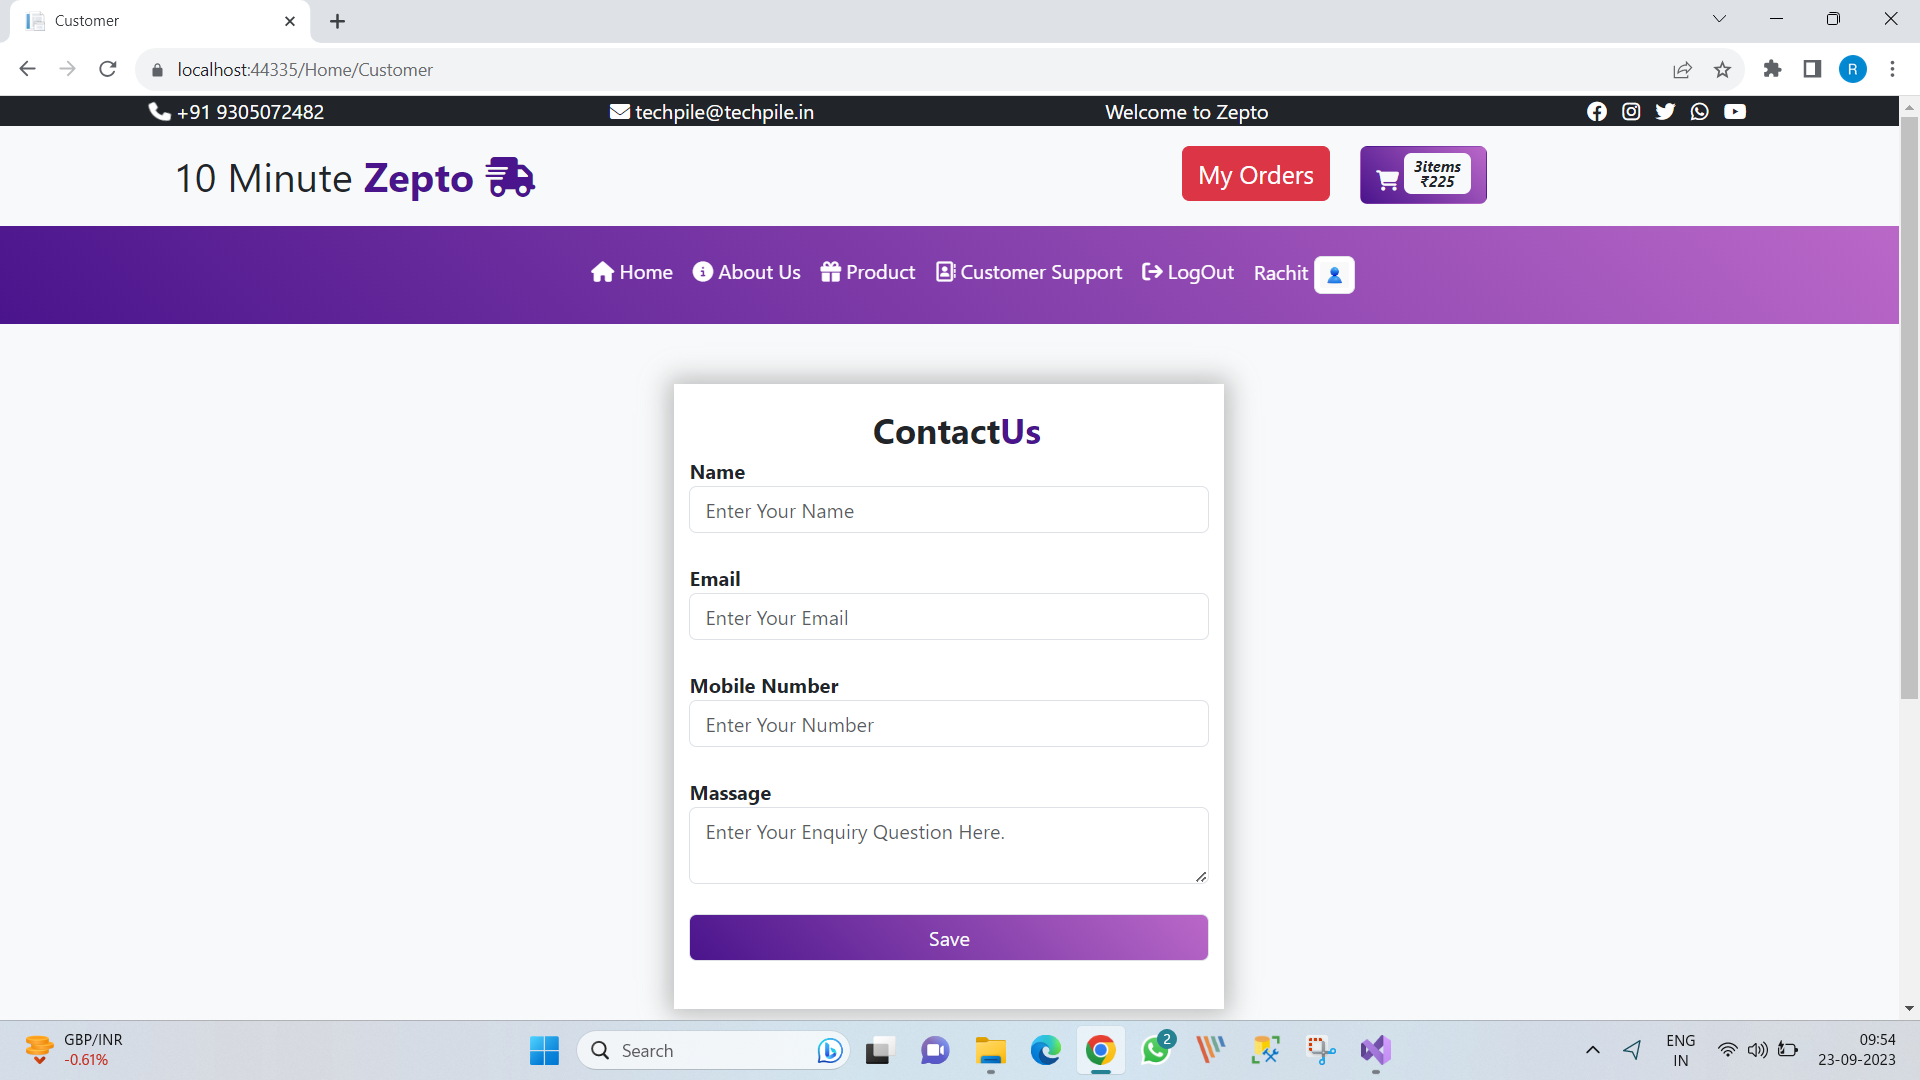 Customer
localhost:44335/Home/Customer
R
+91 9305072482
techpile@techpile.in
Welcome to Zepto
10 Minute Zepto
My Orders
3items
₹225
Home
About Us
Product
Customer Support
LogOut
Rachit
ContactUs
Name
Enter Your Name
Email
Enter Your Email
Mobile Number
Enter Your Number
Massage
Enter Your Enquiry Question Here.
Save
GBP/INR
-0.61%
Search
2
ENG
IN
09:54
23-09-2023